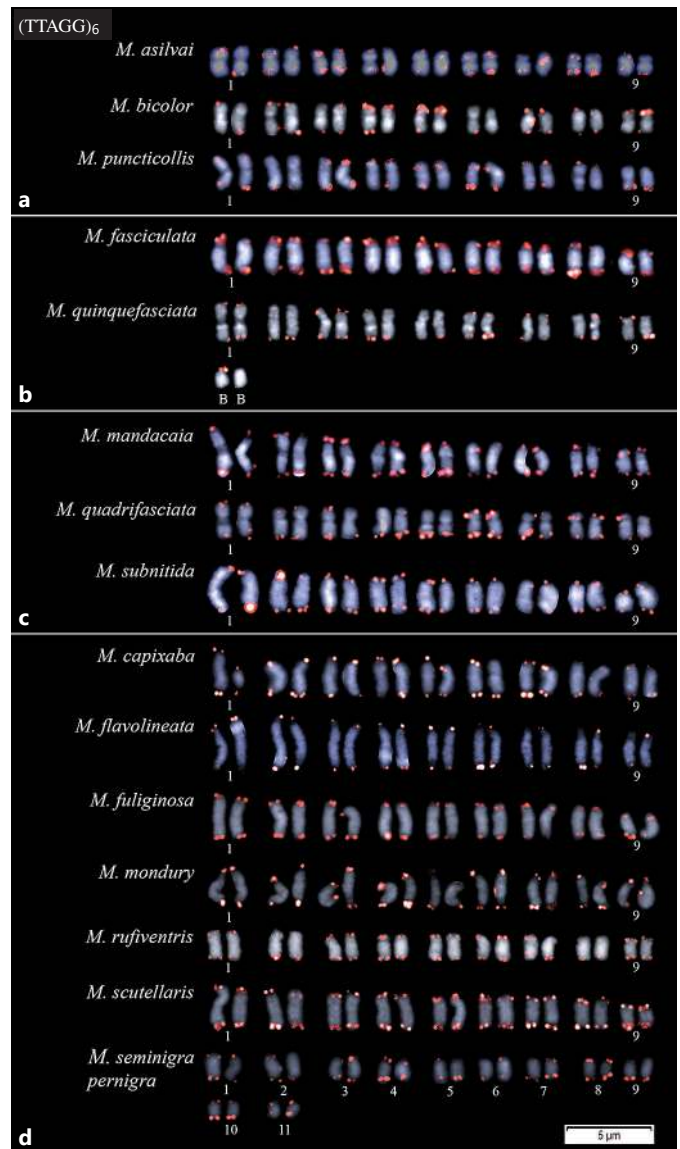 (TTAGG)6
M. asilvai
1 9
M. bicolor
1 9
M. puncticollis
1 9
a
M. fasciculata
1 9
M. quinquefasciata
1 9
B B
b
M. mandacaia
1 9
M. quadrifasciata
1 9
M. subnitida
1 9
c
M. capixaba
1 9
M. flavolineata
1 9
M. fuliginosa
1 9
M. mondury
1 9
M. rufiventris
1 9
M. scutellaris
1 9
M. seminigra
pernigra
1 2 3 4 5 6 7 8 9
10 11
5 µm
d